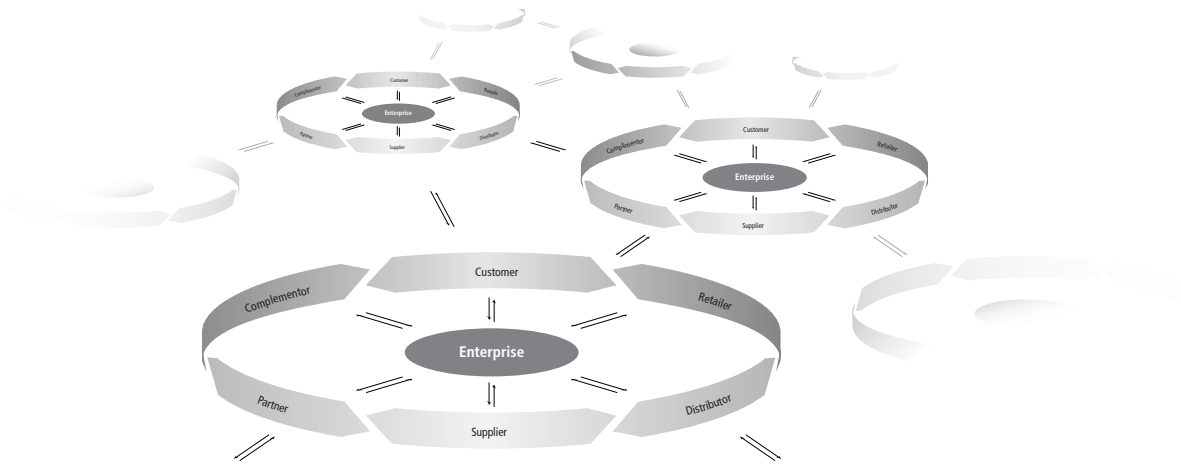 Customer
Complementor
Retailer
Enterprise
Partner
Distributor
Supplier
Customer
Complementor
Retailer
Enterprise
Partner
Distributor
Supplier
Customer
Complementor
Retailer
Enterprise
Partner
Distributor
Supplier